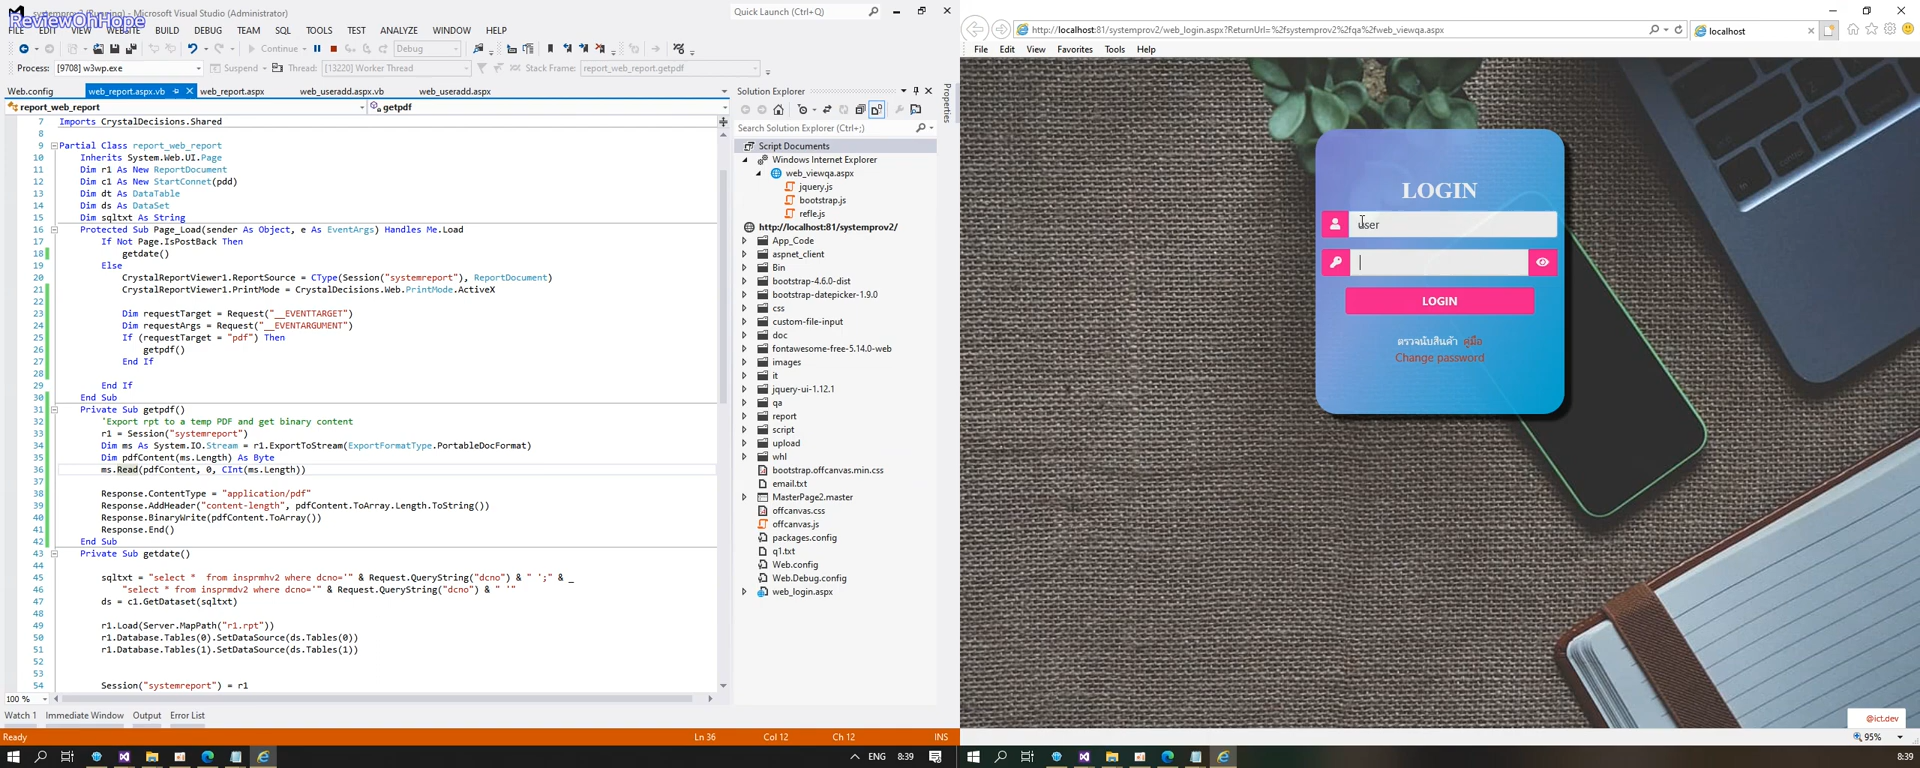 systemprov2 (Running) - Microsoft Visual Studio (Administrator)
Quick Launch (Ctrl+Q)
ReviewOhHope
FILE EDIT VIEW WEBSITE BUILD DEBUG TEAM SQL TOOLS TEST ANALYZE WINDOW HELP
Continue Debug
Process: [9708] w3wp.exe Suspend Thread: [13220] Worker Thread Stack Frame: report_web_report.getpdf
Web.config web_report.aspx.vb web_report.aspx web_useradd.aspx.vb web_useradd.aspx
report_web_report getpdf
7 Imports CrystalDecisions.Shared
8
9 Partial Class report_web_report
10 Inherits System.Web.UI.Page
11 Dim r1 As New ReportDocument
12 Dim c1 As New StartConnet(pdd)
13 Dim dt As DataTable
14 Dim ds As DataSet
15 Dim sqltxt As String
16 Protected Sub Page_Load(sender As Object, e As EventArgs) Handles Me.Load
17 If Not Page.IsPostBack Then
18 getdate()
19 Else
20 CrystalReportViewer1.ReportSource = CType(Session("systemreport"), ReportDocument)
21 CrystalReportViewer1.PrintMode = CrystalDecisions.Web.PrintMode.ActiveX
22
23 Dim requestTarget = Request("__EVENTTARGET")
24 Dim requestArgs = Request("__EVENTARGUMENT")
25 If (requestTarget = "pdf") Then
26 getpdf()
27 End If
28
29 End If
30 End Sub
31 Private Sub getpdf()
32 'Export rpt to a temp PDF and get binary content
33 r1 = Session("systemreport")
34 Dim ms As System.IO.Stream = r1.ExportToStream(ExportFormatType.PortableDocFormat)
35 Dim pdfContent(ms.Length) As Byte
36 ms.Read(pdfContent, 0, CInt(ms.Length))
37
38 Response.ContentType = "application/pdf"
39 Response.AddHeader("content-length", pdfContent.ToArray.Length.ToString())
40 Response.BinaryWrite(pdfContent.ToArray())
41 Response.End()
42 End Sub
43 Private Sub getdate()
44
45 sqltxt = "select * from insprmhv2 where dcno='" & Request.QueryString("dcno") & " ';" & _
46 "select * from insprmdv2 where dcno='" & Request.QueryString("dcno") & " '"
47 ds = c1.GetDataset(sqltxt)
48
49 r1.Load(Server.MapPath("r1.rpt"))
50 r1.Database.Tables(0).SetDataSource(ds.Tables(0))
51 r1.Database.Tables(1).SetDataSource(ds.Tables(1))
52
53
54 Session("systemreport") = r1
100 %
Watch 1 Immediate Window Output Error List
Ready Ln 36 Col 12 Ch 12 INS
Solution Explorer
Search Solution Explorer (Ctrl+;)
Script Documents
Windows Internet Explorer
web_viewqa.aspx
jquery.js
bootstrap.js
refle.js
http://localhost:81/systemprov2/
App_Code
aspnet_client
Bin
bootstrap-4.6.0-dist
bootstrap-datepicker-1.9.0
css
custom-file-input
doc
fontawesome-free-5.14.0-web
images
it
jquery-ui-1.12.1
qa
report
script
upload
whl
bootstrap.offcanvas.min.css
email.txt
MasterPage2.master
offcanvas.css
offcanvas.js
packages.config
q1.txt
Web.config
Web.Debug.config
web_login.aspx
Properties
ENG 8:39
http://localhost:81/systemprov2/web_login.aspx?ReturnUrl=%2fsystemprov2%2fqa%2fweb_viewqa.aspx
localhost
File Edit View Favorites Tools Help
LOGIN
user
LOGIN
ตรวจนับสินค้า คู่มือ
Change password
@ict.dev
95%
8:39